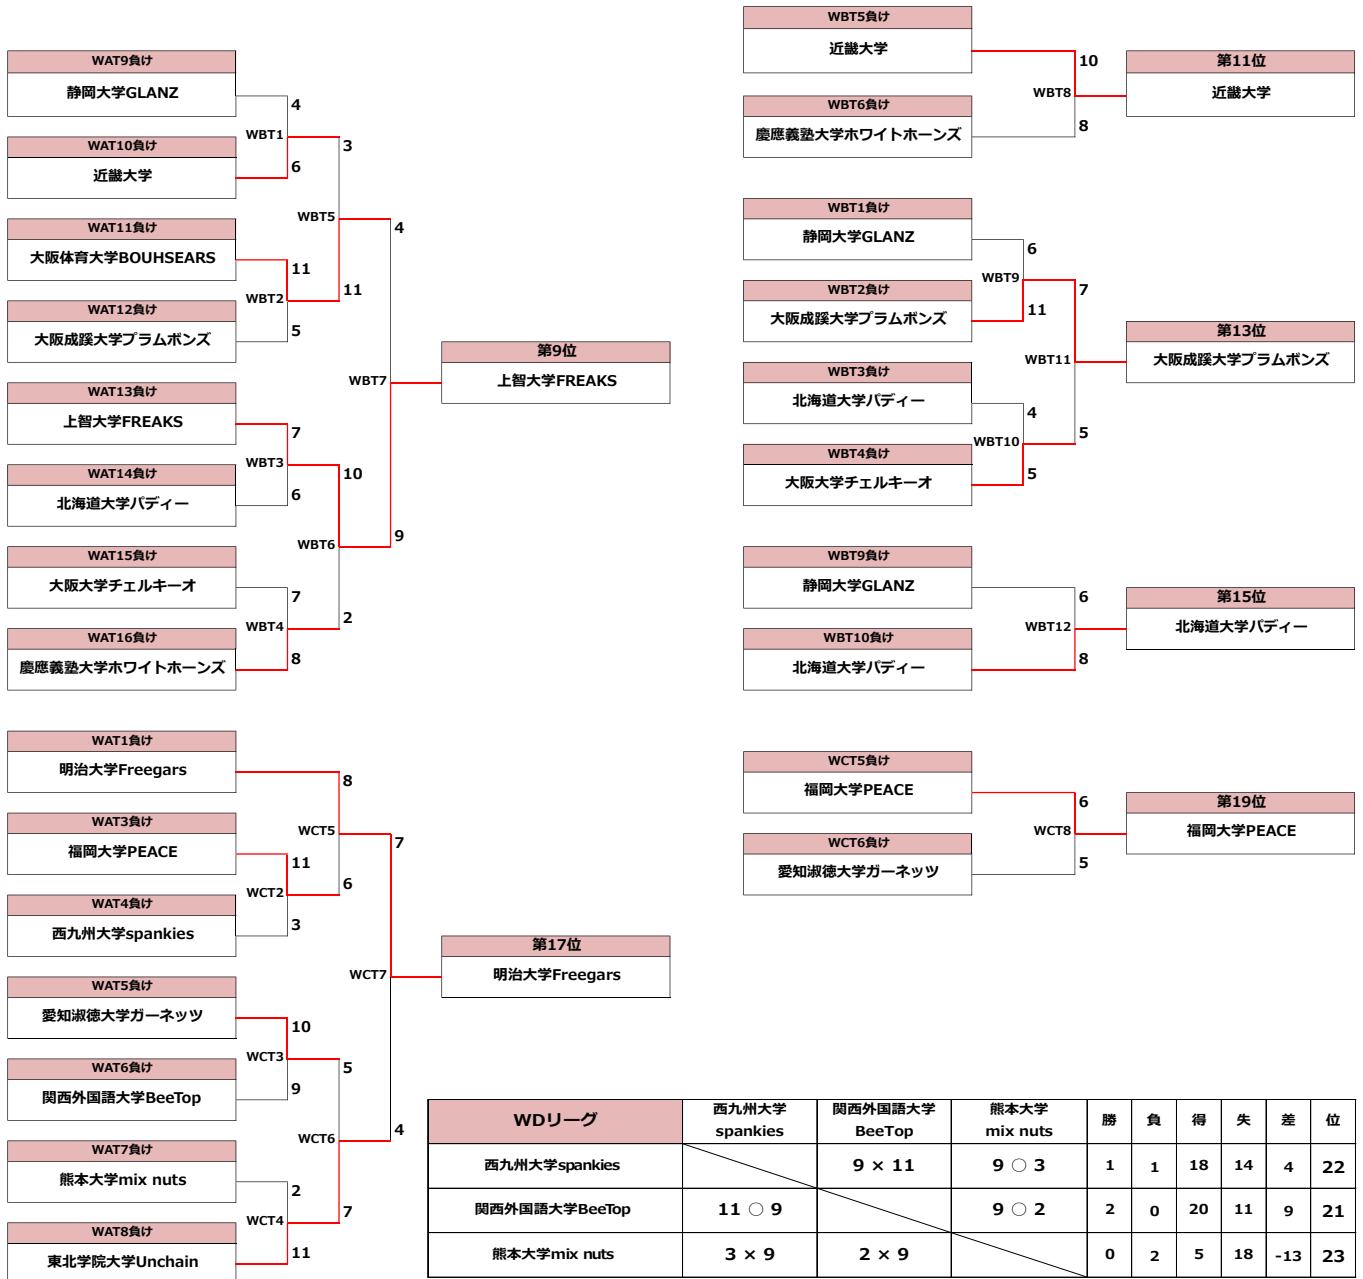 WAT9負け
静岡大学GLANZ
4
WBT1
WAT10負け
6
近畿大学
3
WBT5
WAT11負け
大阪体育大学BOUHSEARS
11
WBT2
11
WAT12負け
5
大阪成蹊大学プラムボンズ
4
WBT7
第9位
上智大学FREAKS
WAT13負け
上智大学FREAKS
7
WBT3
10
WAT14負け
6
北海道大学パディー
WBT6
9
WAT15負け
大阪大学チェルキーオ
7
WBT4
2
WAT16負け
8
慶應義塾大学ホワイトホーンズ
WBT5負け
近畿大学
10
WBT8
第11位
近畿大学
WBT6負け
8
慶應義塾大学ホワイトホーンズ
WBT1負け
静岡大学GLANZ
6
WBT9
7
WBT2負け
11
大阪成蹊大学プラムボンズ
WBT11
第13位
大阪成蹊大学プラムボンズ
WBT3負け
北海道大学パディー
4
WBT10
5
WBT4負け
5
大阪大学チェルキーオ
WBT9負け
静岡大学GLANZ
6
WBT12
第15位
北海道大学パディー
WBT10負け
8
北海道大学パディー
WAT1負け
明治大学Freegars
8
WCT5
7
WAT3負け
福岡大学PEACE
11
WCT2
6
WAT4負け
3
西九州大学spankies
WCT7
第17位
明治大学Freegars
WAT5負け
愛知淑徳大学ガーネッツ
10
WCT3
5
WAT6負け
9
関西外国語大学BeeTop
WCT6
4
WAT7負け
熊本大学mix nuts
2
WCT4
7
WAT8負け
11
東北学院大学Unchain
WCT5負け
福岡大学PEACE
6
WCT8
第19位
福岡大学PEACE
WCT6負け
5
愛知淑徳大学ガーネッツ
WDリーグ 西九州大学 関西外国語大学 熊本大学 勝 負 得 失 差 位
spankies BeeTop mix nuts
西九州大学spankies 9 × 11 9 ○ 3 1 1 18 14 4 22
関西外国語大学BeeTop 11 ○ 9 9 ○ 2 2 0 20 11 9 21
熊本大学mix nuts 3 × 9 2 × 9 0 2 5 18 -13 23